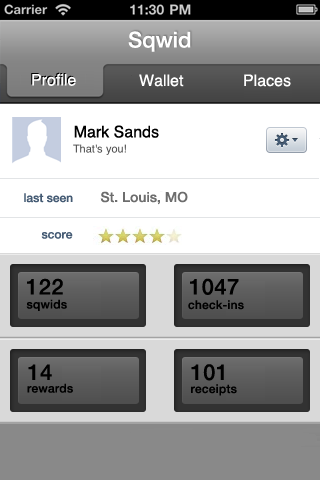 Carrier 11:30 PM
Sqwid
Profile Wallet Places
Mark Sands
That's you!
last seen St. Louis, MO
score
122 1047
sqwids check-ins
14 101
rewards receipts